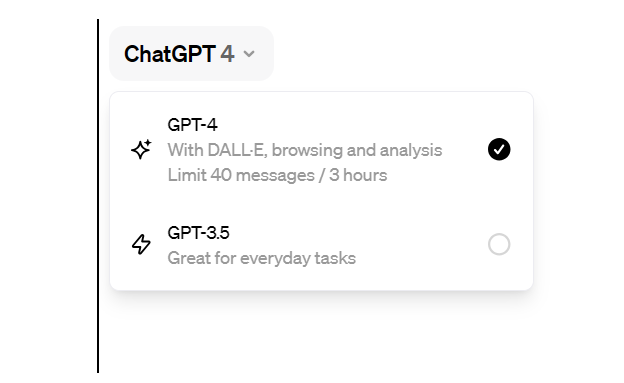 ChatGPT 4
GPT-4
With DALL·E, browsing and analysis
Limit 40 messages / 3 hours
GPT-3.5
Great for everyday tasks